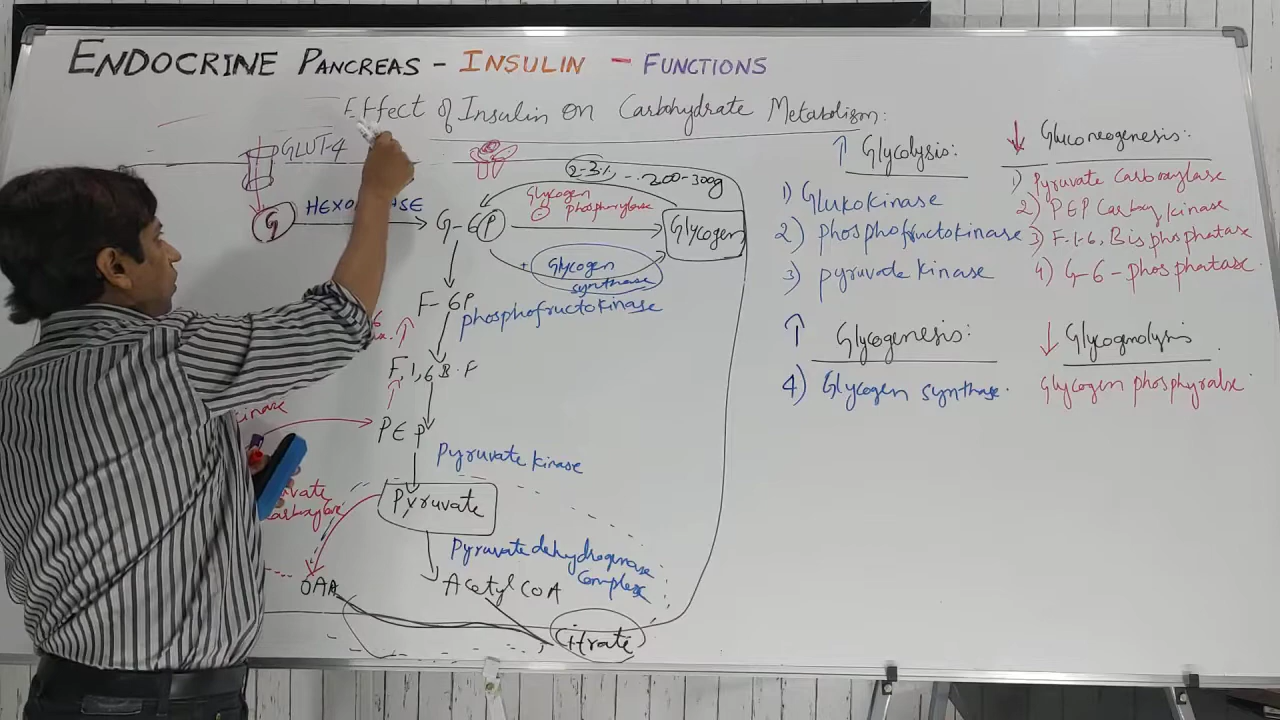 ENDOCRINE PANCREAS - INSULIN - FUNCTIONS
Effect of Insulin on Carbohydrate Metabolism:
GLUT-4
G
G-6P
2-3%
200-300g
Glycogen
phosphorylase
Glycogen
+ Glycogen
synthase
F-6P
phosphofructokinase
F,1,6 B.F
PEP
Pyruvate kinase
Pyruvate
Pyruvate dehydrogenase
Complex
OAA
Acetyl CoA
↑ Glycolysis:
1) Glukokinase
2) phosphofructokinase
3) pyruvate kinase
↑ Glycogenesis:
4) Glycogen synthase.
↓ Gluconeogenesis:
1) Pyruvate Carboxylase
2) PEP Carboxy kinase
3) F.1-6, Bisphosphatase
4) G-6-phosphatase.
↓ Glycogenolysis
Glycogen phosphyralse